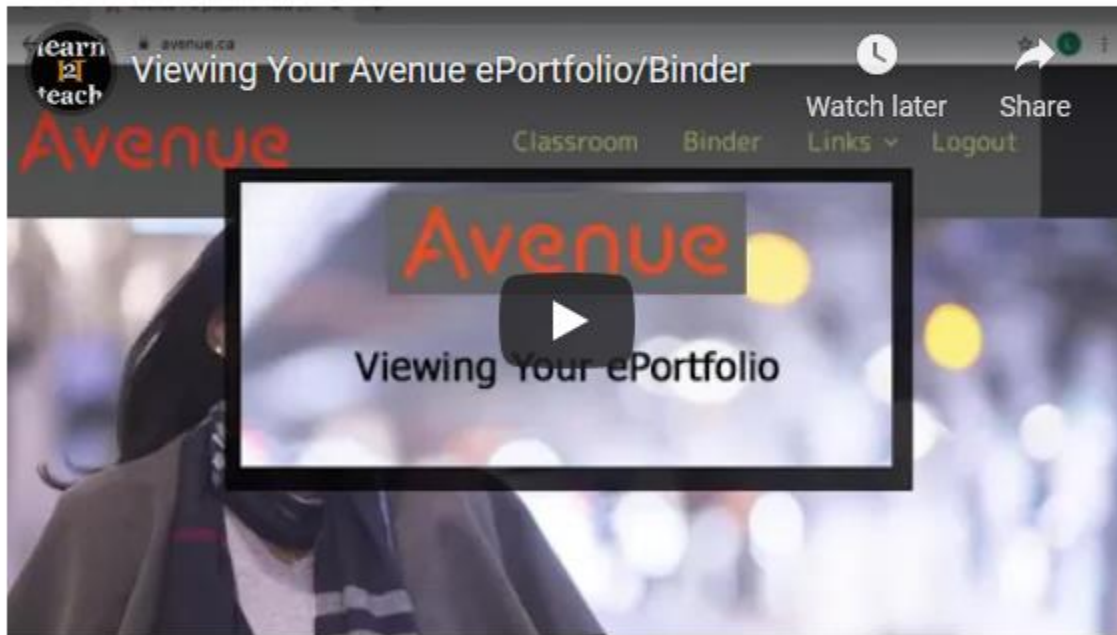 avenue.ca
learn
2
teach
Viewing Your Avenue ePortfolio/Binder
Watch later
Share
Avenue
Classroom
Binder
Links
Logout
Avenue
Viewing Your ePortfolio